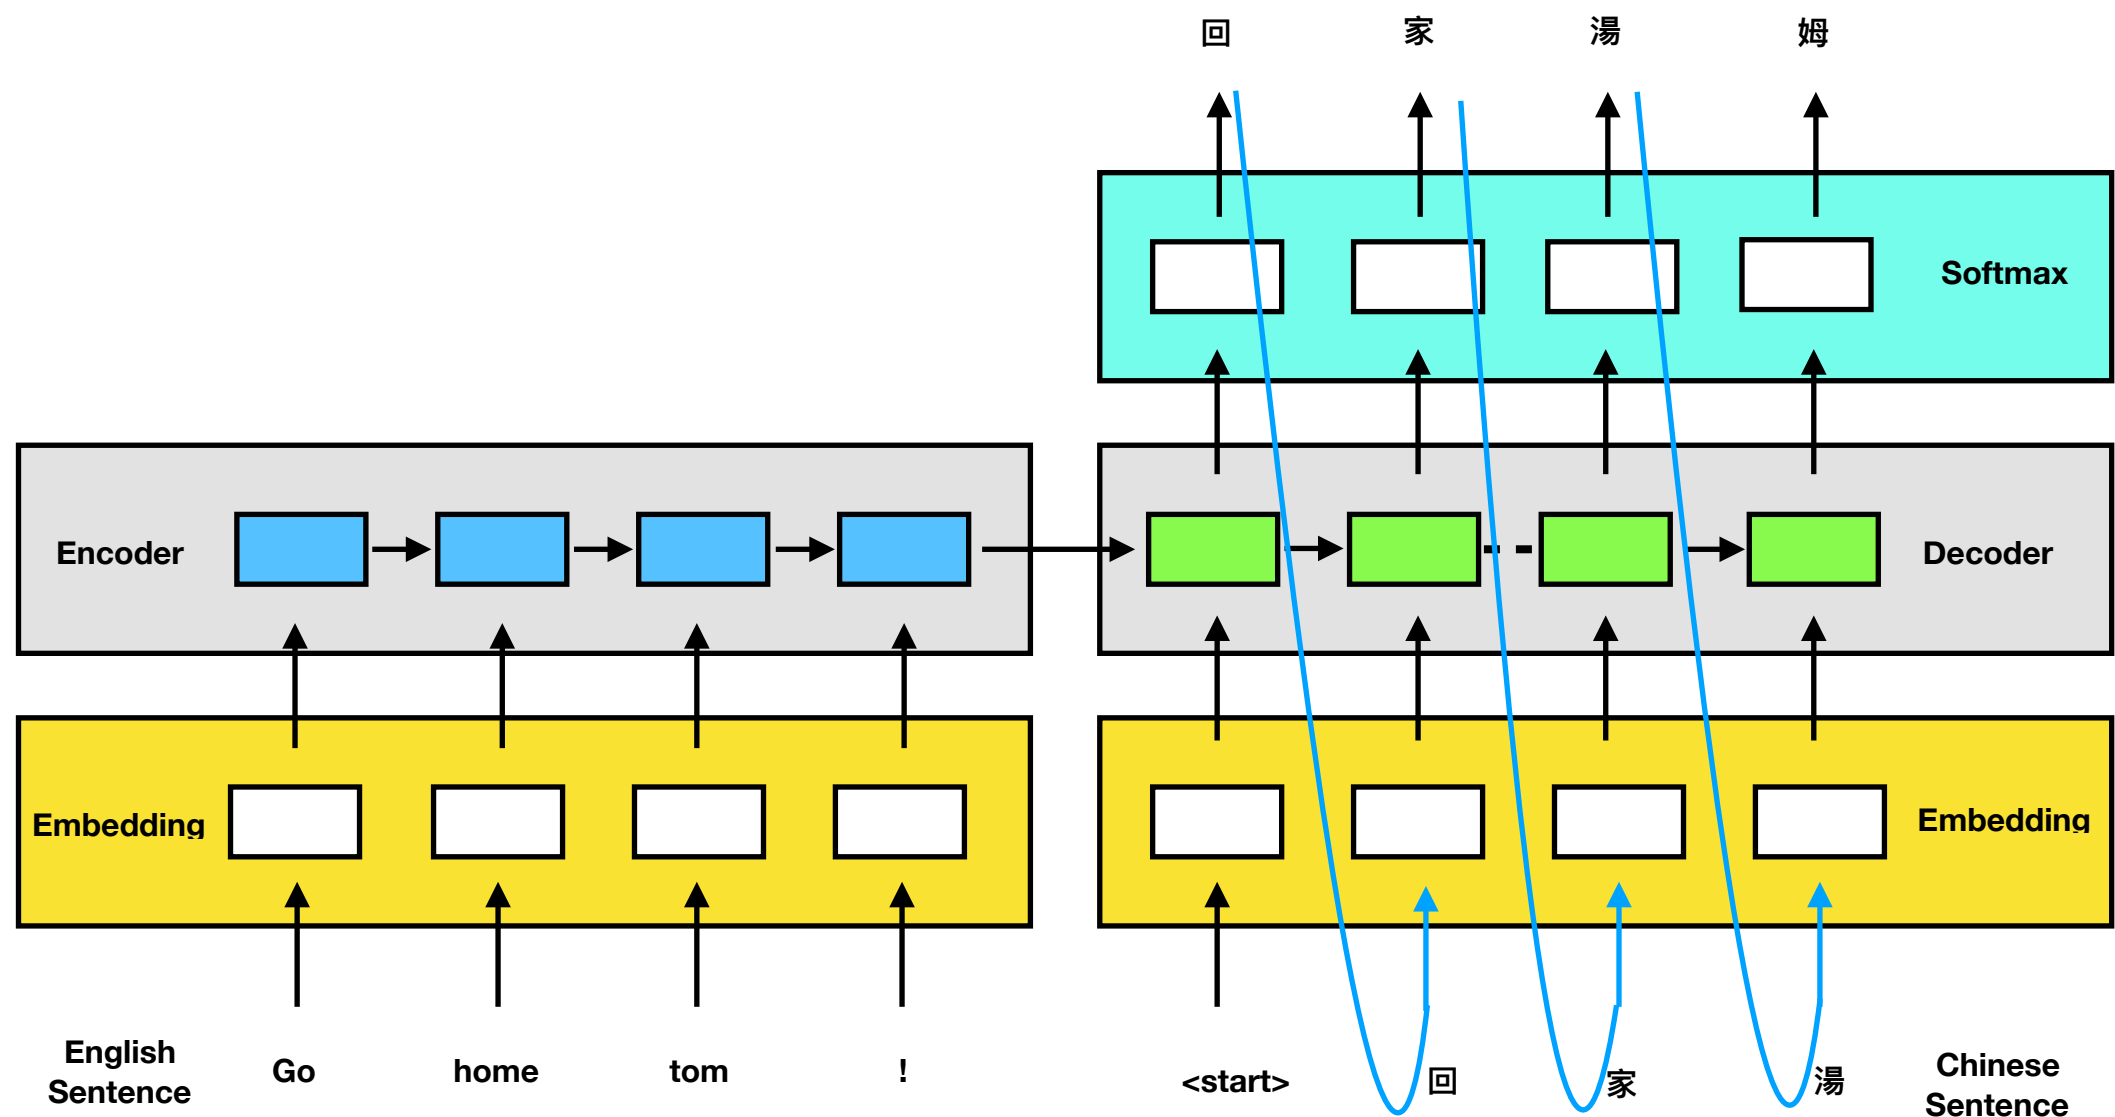 回 家 湯 姆
Softmax
Encoder
Decoder
Embedding
Embedding
English
Sentence
Go home tom !
<start> 回 家 湯
Chinese
Sentence